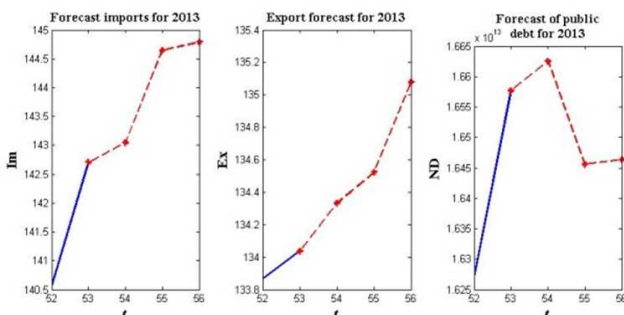 Forecast imports for 2013
145
144.5
144
143.5
143
142.5
142
141.5
141
140.5
52 53 54 55 56
Im
t
Export forecast for 2013
135.4
135.2
135
134.8
134.6
134.4
134.2
134
133.8
52 53 54 55 56
Ex
t
Forecast of public
debt for 2013
x 10¹³
1.665
1.66
1.655
1.65
1.645
1.64
1.635
1.63
1.625
52 53 54 55 56
ND
t